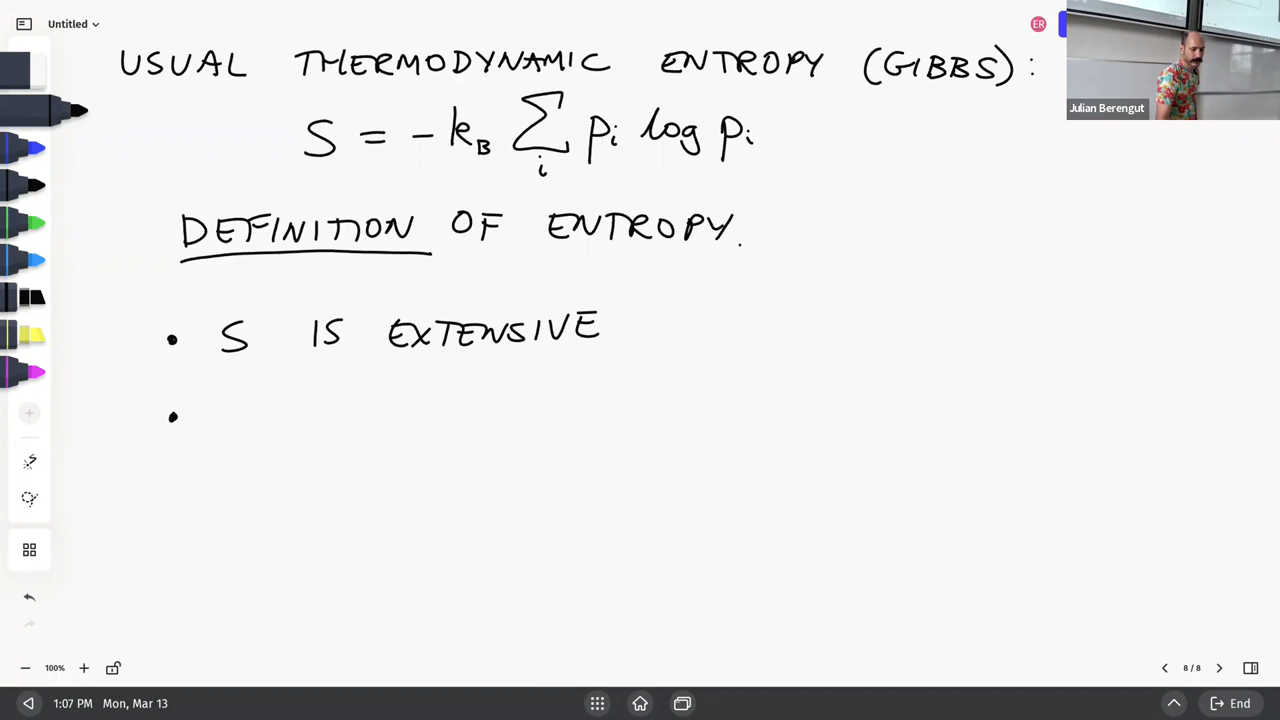 Untitled
ER
USUAL THERMODYNAMIC ENTROPY (GIBBS):
Julian Berengut
S = - k_B ∑_i p_i log p_i
DEFINITION OF ENTROPY.
• S IS EXTENSIVE
•
100%
8/8
1:07 PM Mon, Mar 13
End